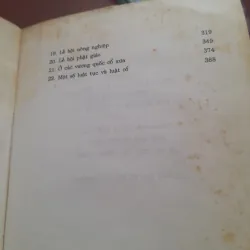 19. Lễ hội nông nghiệp 319
20. Lễ hội phật giáo 349
21. Ở các vương quốc cổ xưa 374
22. Một số luật tục và luật cổ 388